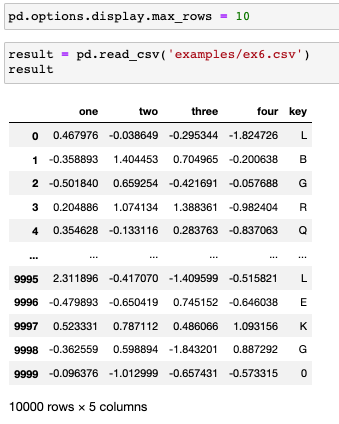 pd.options.display.max_rows = 10
result = pd.read_csv('examples/ex6.csv')
result
one two three four key
0 0.467976 -0.038649 -0.295344 -1.824726 L
1 -0.358893 1.404453 0.704965 -0.200638 B
2 -0.501840 0.659254 -0.421691 -0.057688 G
3 0.204886 1.074134 1.388361 -0.982404 R
4 0.354628 -0.133116 0.283763 -0.837063 Q
... ... ... ... ... ...
9995 2.311896 -0.417070 -1.409599 -0.515821 L
9996 -0.479893 -0.650419 0.745152 -0.646038 E
9997 0.523331 0.787112 0.486066 1.093156 K
9998 -0.362559 0.598894 -1.843201 0.887292 G
9999 -0.096376 -1.012999 -0.657431 -0.573315 0
10000 rows × 5 columns